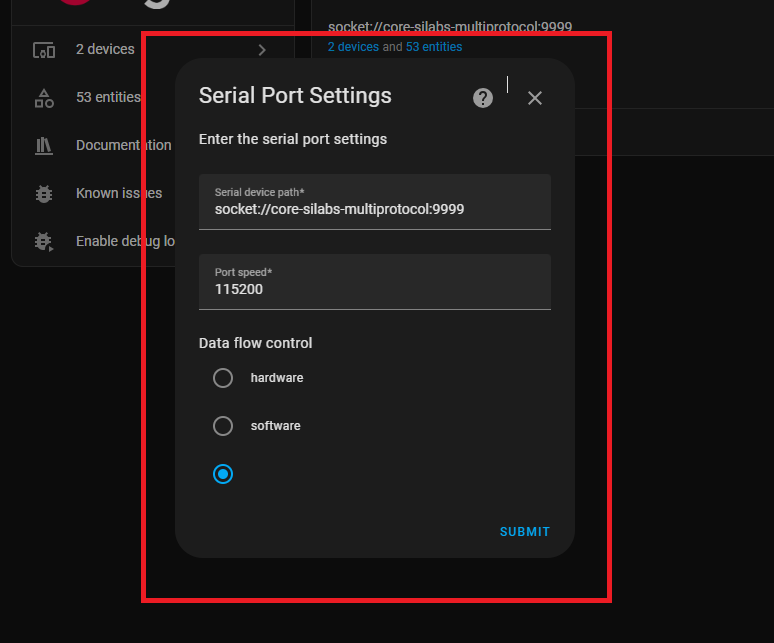 socket://core-silabs-multiprotocol:9999
2 devices and 53 entities
2 devices
53 entities
Documentation
Known issues
Enable debug lo
Serial Port Settings
Enter the serial port settings
Serial device path*
socket://core-silabs-multiprotocol:9999
Port speed*
115200
Data flow control
hardware
software
SUBMIT